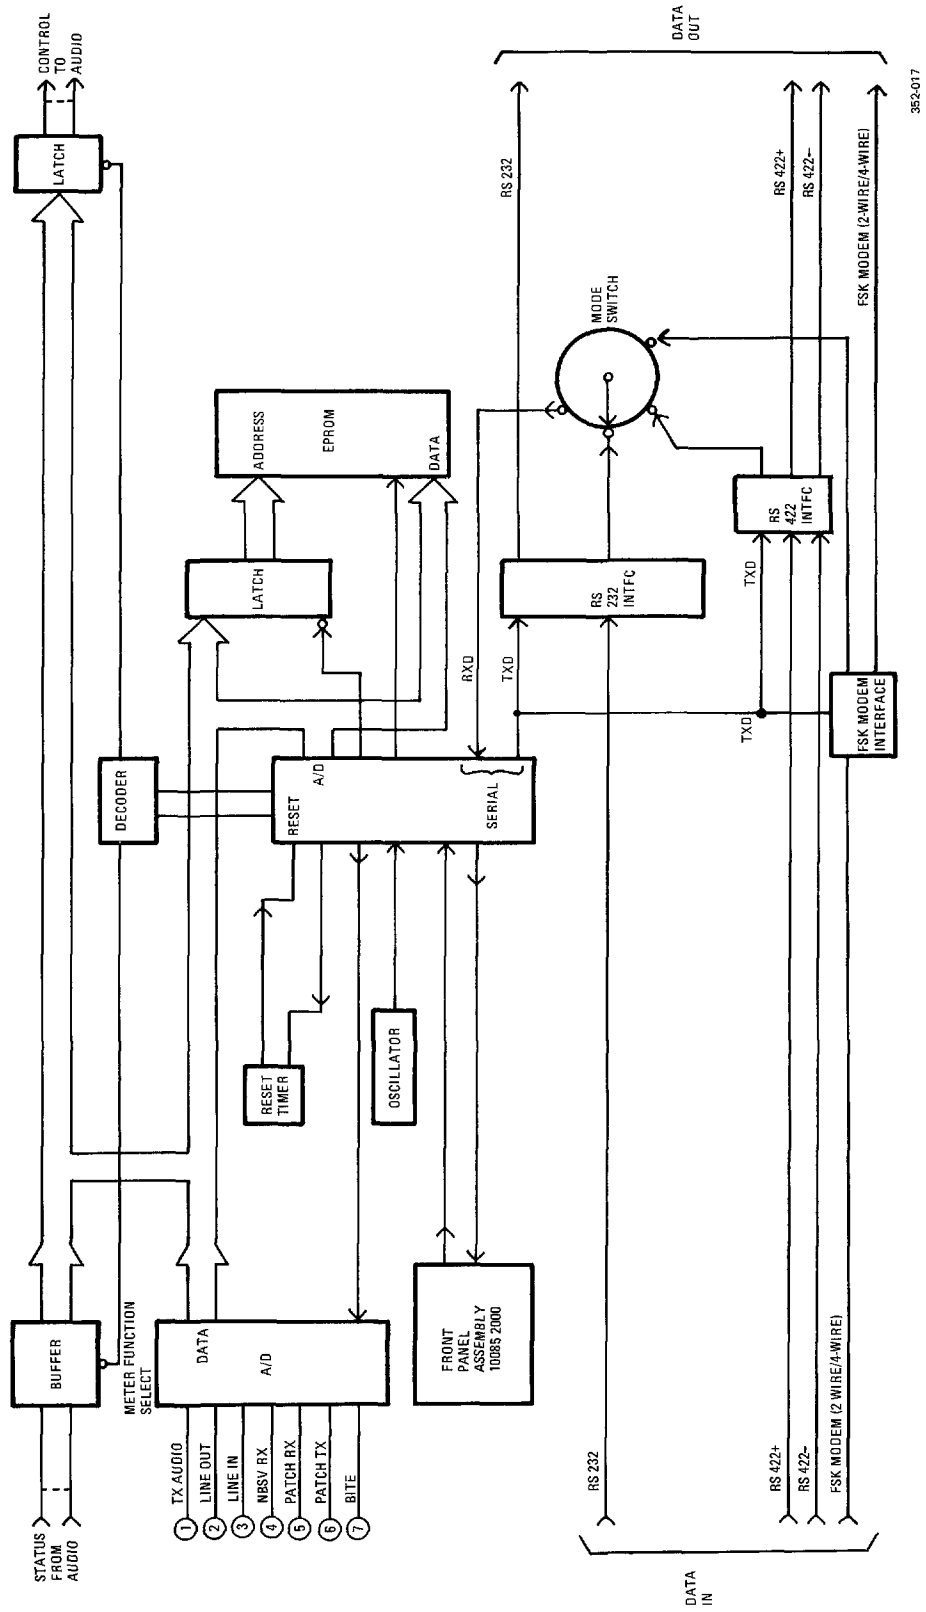 STATUS
FROM
AUDIO
BUFFER
LATCH
CONTROL
TO
AUDIO
METER FUNCTION
SELECT
1 TX AUDIO
2 LINE OUT
3 LINE IN
4 NBSV RX
5 PATCH RX
6 PATCH TX
7 BITE
DATA
A/D
DECODER
RESET
TIMER
OSCILLATOR
FRONT
PANEL
ASSEMBLY
10085 2000
RESET
A/D
SERIAL
LATCH
ADDRESS
EPROM
DATA
RXD
TXD
RS
232
INTFC
MODE
SWITCH
RS 232
RS 232
DATA
IN
RS 422+
RS 422-
FSK MODEM (2 WIRE/4-WIRE)
TXD
TXD
RS
422
INTFC
FSK MODEM
INTERFACE
RS 422+
RS 422-
FSK MODEM (2-WIRE/4-WIRE)
DATA
OUT
352-017